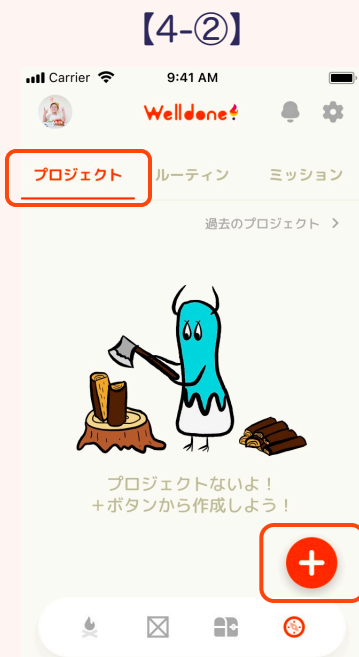 【4-②】
Carrier 9:41 AM
Welldone!
プロジェクト ルーティン ミッション
過去のプロジェクト >
プロジェクトないよ!
+ボタンから作成しよう!